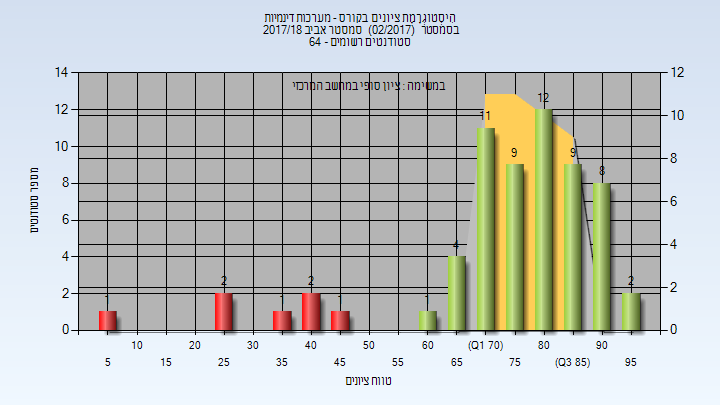 היסטוגרמת ציונים בקורס - מערכות דינמיות
בסמסטר (02/2017) סמסטר אביב 2017/18
סטודנטים רשומים - 64
במשימה : ציון סופי במחשב המרכזי
מספר סטודנטים
14 12 10 8 6 4 2 0
12 10 8 6 4 2 0
1 2 1 2 1 1 4 11 9 12 9 8 2
10 20 30 40 50 60 (Q1 70) 80 90
5 15 25 35 45 55 65 75 (Q3 85) 95
טווח ציונים